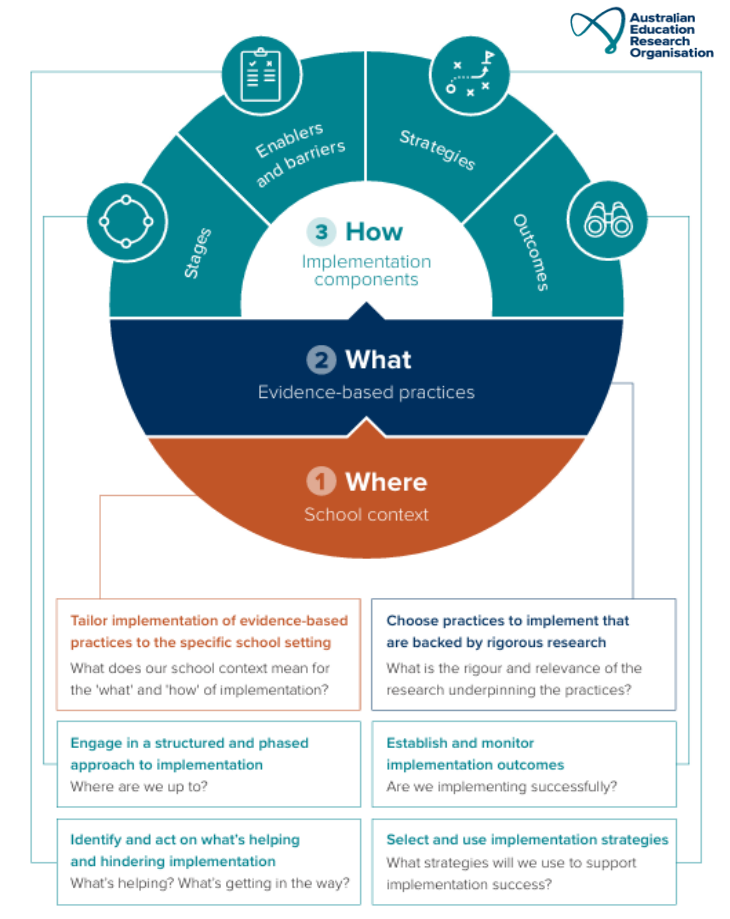 Australian
Education
Research
Organisation
Enablers
and barriers
Strategies
Stages
Outcomes
3 How
Implementation
components
2 What
Evidence-based practices
1 Where
School context
Tailor implementation of evidence-based
practices to the specific school setting
What does our school context mean for
the 'what' and 'how' of implementation?
Choose practices to implement that
are backed by rigorous research
What is the rigour and relevance of the
research underpinning the practices?
Engage in a structured and phased
approach to implementation
Where are we up to?
Establish and monitor
implementation outcomes
Are we implementing successfully?
Identify and act on what's helping
and hindering implementation
What's helping? What's getting in the way?
Select and use implementation strategies
What strategies will we use to support
implementation success?